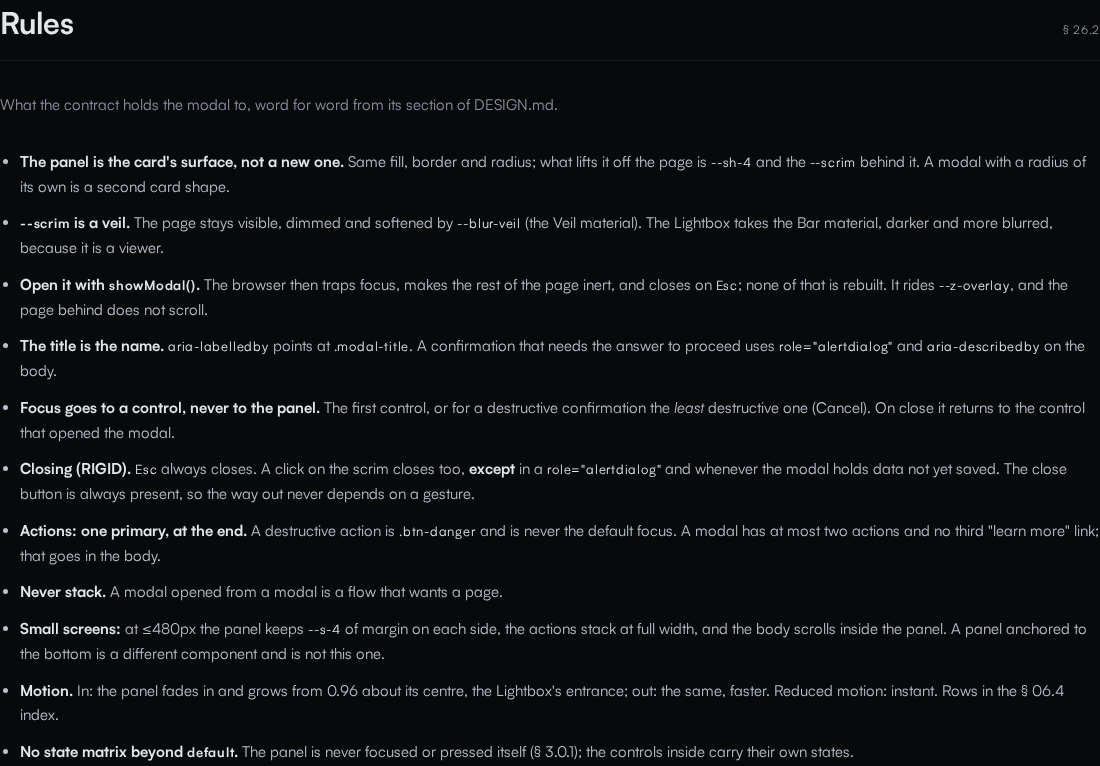 Rules
§ 26.2
What the contract holds the modal to, word for word from its section of DESIGN.md.
The panel is the card's surface, not a new one. Same fill, border and radius; what lifts it off the page is --sh-4 and the --scrim behind it. A modal with a radius of
its own is a second card shape.
--scrim is a veil. The page stays visible, dimmed and softened by --blur-veil (the Veil material). The Lightbox takes the Bar material, darker and more blurred,
because it is a viewer.
Open it with showModal(). The browser then traps focus, makes the rest of the page inert, and closes on Esc; none of that is rebuilt. It rides --z-overlay, and the
page behind does not scroll.
The title is the name. aria-labelledby points at .modal-title. A confirmation that needs the answer to proceed uses role="alertdialog" and aria-describedby on the
body.
Focus goes to a control, never to the panel. The first control, or for a destructive confirmation the least destructive one (Cancel). On close it returns to the control
that opened the modal.
Closing (RIGID). Esc always closes. A click on the scrim closes too, except in a role="alertdialog" and whenever the modal holds data not yet saved. The close
button is always present, so the way out never depends on a gesture.
Actions: one primary, at the end. A destructive action is .btn-danger and is never the default focus. A modal has at most two actions and no third "learn more" link;
that goes in the body.
Never stack. A modal opened from a modal is a flow that wants a page.
Small screens: at ≤480px the panel keeps --s-4 of margin on each side, the actions stack at full width, and the body scrolls inside the panel. A panel anchored to
the bottom is a different component and is not this one.
Motion. In: the panel fades in and grows from 0.96 about its centre, the Lightbox's entrance; out: the same, faster. Reduced motion: instant. Rows in the § 06.4
index.
No state matrix beyond default. The panel is never focused or pressed itself (§ 3.0.1); the controls inside carry their own states.